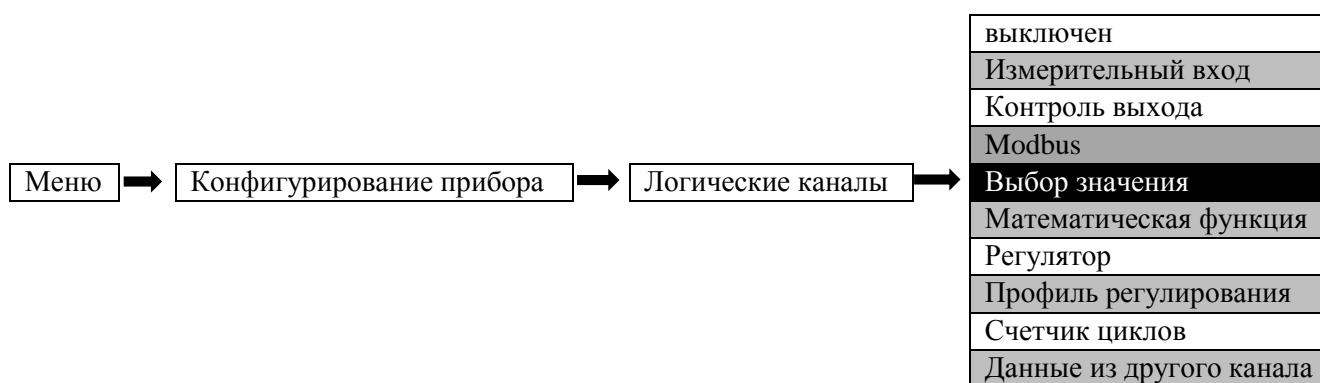 Меню
Конфигурирование прибора
Логические каналы
выключен
Измерительный вход
Контроль выхода
Modbus
Выбор значения
Математическая функция
Регулятор
Профиль регулирования
Счетчик циклов
Данные из другого канала